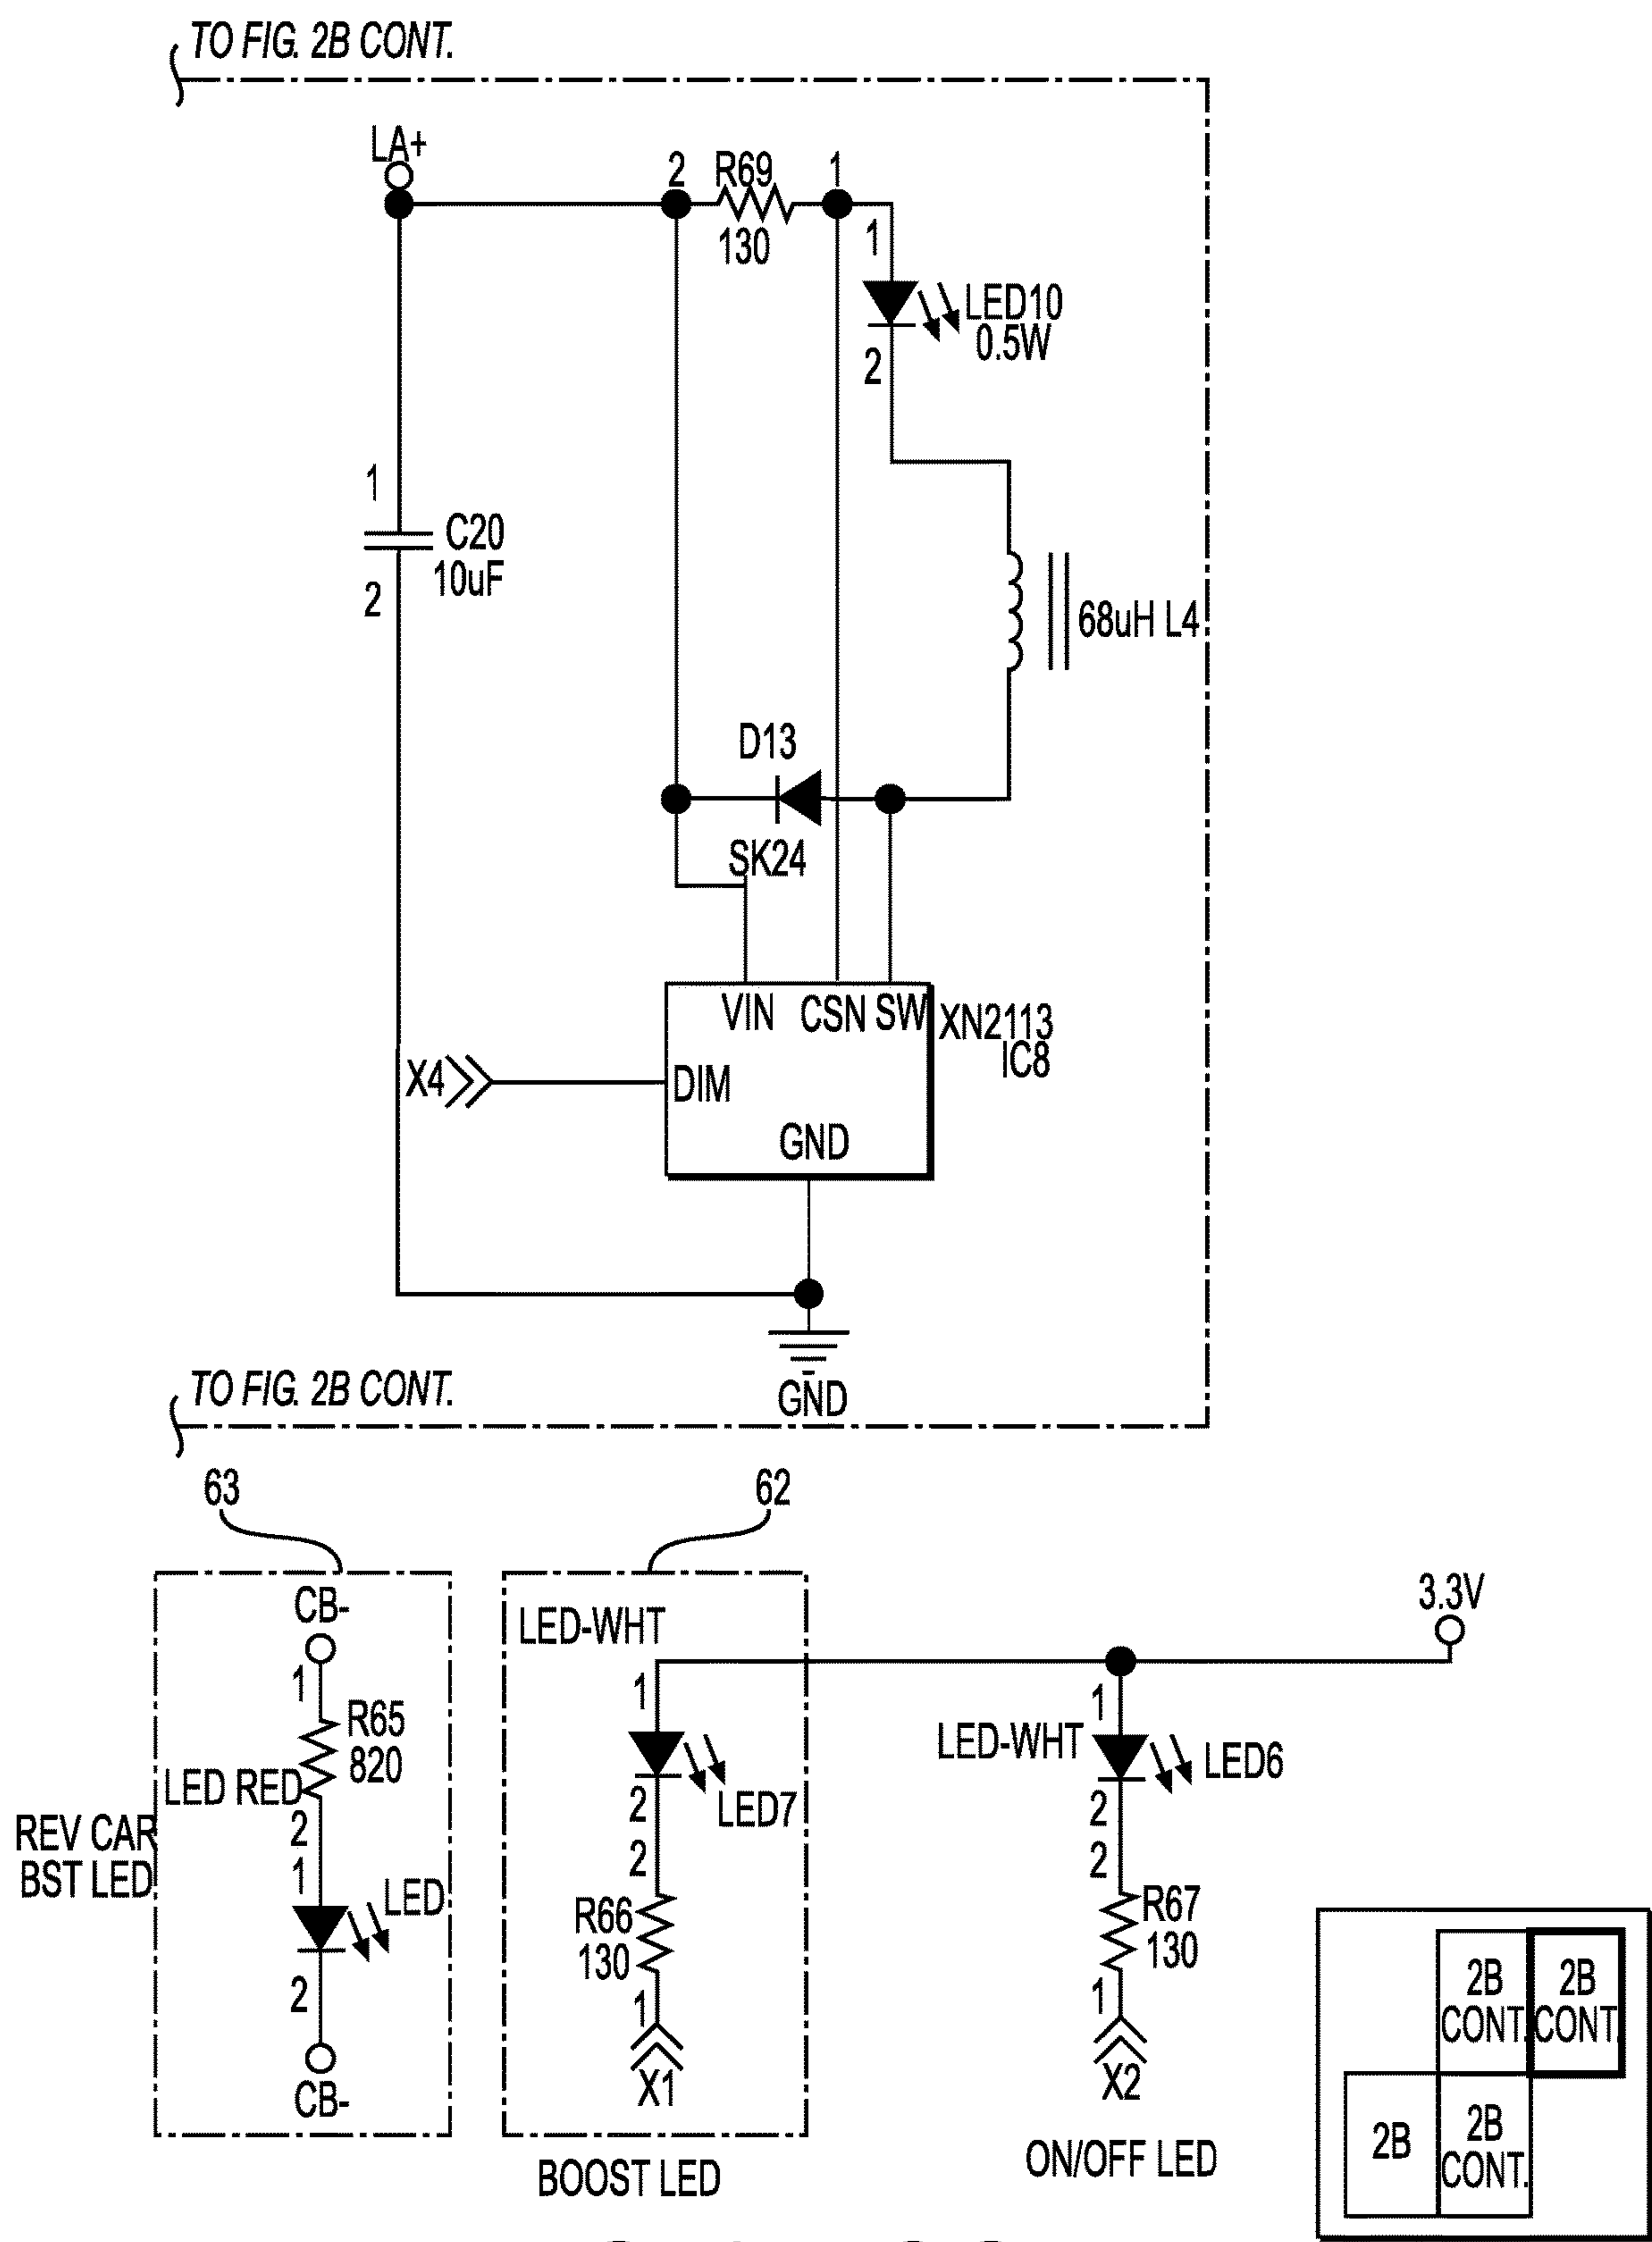 TO FIG. 2B CONT.
LA+
2 R69 1
130
1
LED10
0.5W
2
1
C20
10uF
2
68uH L4
D13
SK24
VIN CSN SW
XN2113
IC8
X4
DIM
GND
TO FIG. 2B CONT.
GND
63
62
CB-
1
R65
820
LED RED
2
1
REV CAR
BST LED
LED
2
CB-
LED-WHT
1
LED7
2
2
R66
130
1
X1
BOOST LED
3.3V
1
LED-WHT
LED6
2
2
R67
130
1
X2
ON/OFF LED
2B
CONT.
2B
CONT.
2B
2B
CONT.